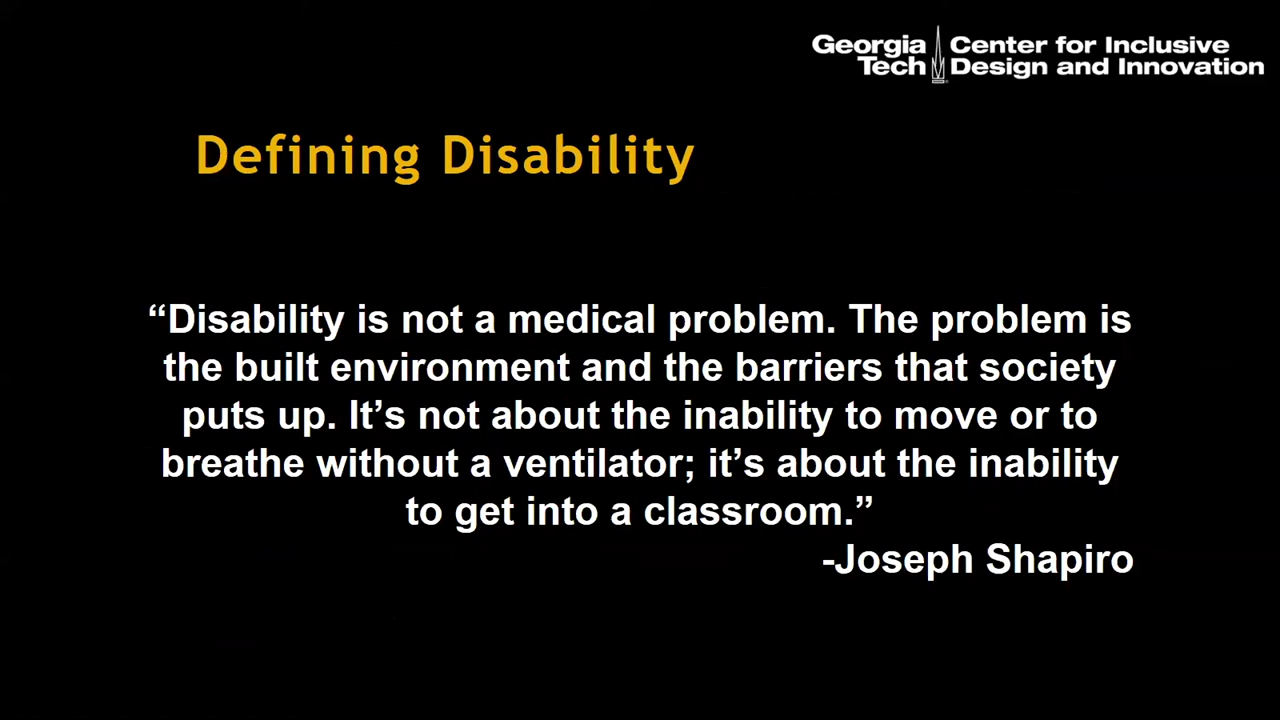 Georgia Tech
Center for Inclusive Design and Innovation
Defining Disability
“Disability is not a medical problem. The problem is
the built environment and the barriers that society
puts up. It’s not about the inability to move or to
breathe without a ventilator; it’s about the inability
to get into a classroom.”
-Joseph Shapiro